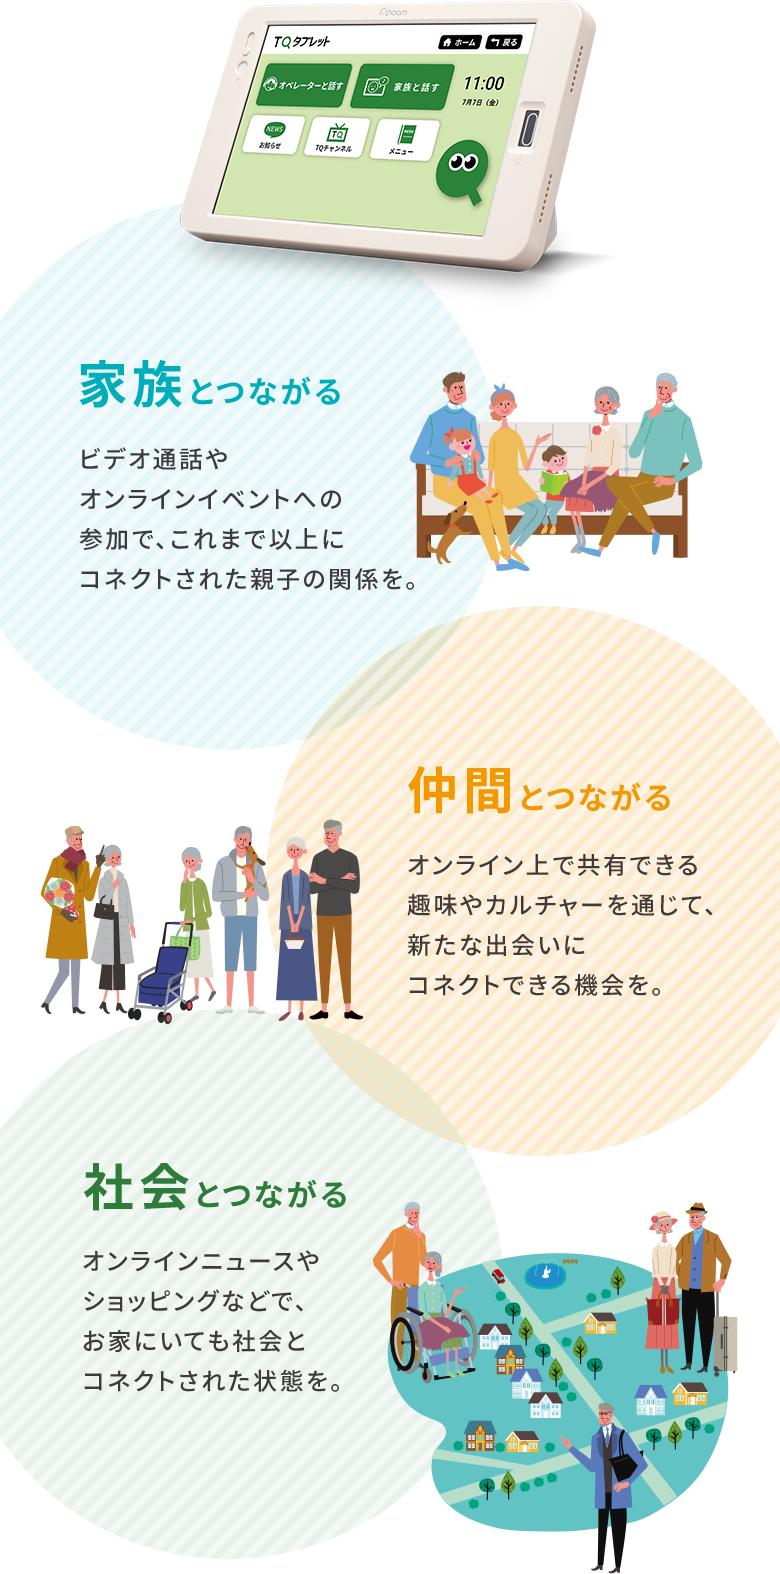 Ahoom
TQタブレット
ホーム
戻る
オペレーターと話す
家族と話す
11:00
7月7日（金）
NEWS
お知らせ
TQ
TQチャンネル
メニュー
家族とつながる
ビデオ通話や
オンラインイベントへの
参加で、これまで以上に
コネクトされた親子の関係を。
仲間とつながる
オンライン上で共有できる
趣味やカルチャーを通じて、
新たな出会いに
コネクトできる機会を。
社会とつながる
オンラインニュースや
ショッピングなどで、
お家にいても社会と
コネクトされた状態を。